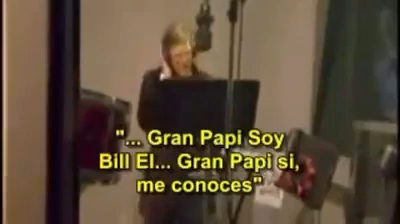 "... Gran Papi Soy
Bill El... Gran Papi si,
me conoces"